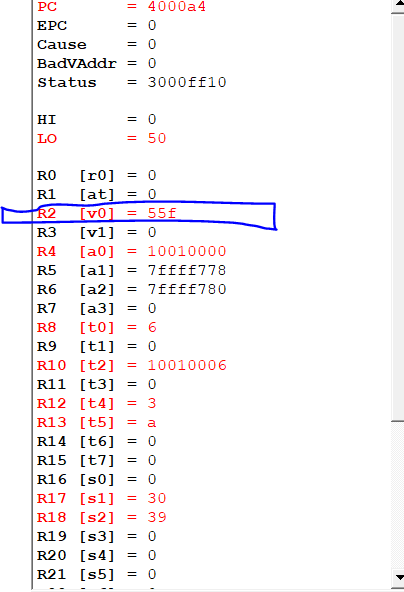 PC = 4000a4
EPC = 0
Cause = 0
BadVAddr = 0
Status = 3000ff10
HI = 0
LO = 50
R0 [r0] = 0
R1 [at] = 0
R2 [v0] = 55f
R3 [v1] = 0
R4 [a0] = 10010000
R5 [a1] = 7ffff778
R6 [a2] = 7ffff780
R7 [a3] = 0
R8 [t0] = 6
R9 [t1] = 0
R10 [t2] = 10010006
R11 [t3] = 0
R12 [t4] = 3
R13 [t5] = a
R14 [t6] = 0
R15 [t7] = 0
R16 [s0] = 0
R17 [s1] = 30
R18 [s2] = 39
R19 [s3] = 0
R20 [s4] = 0
R21 [s5] = 0